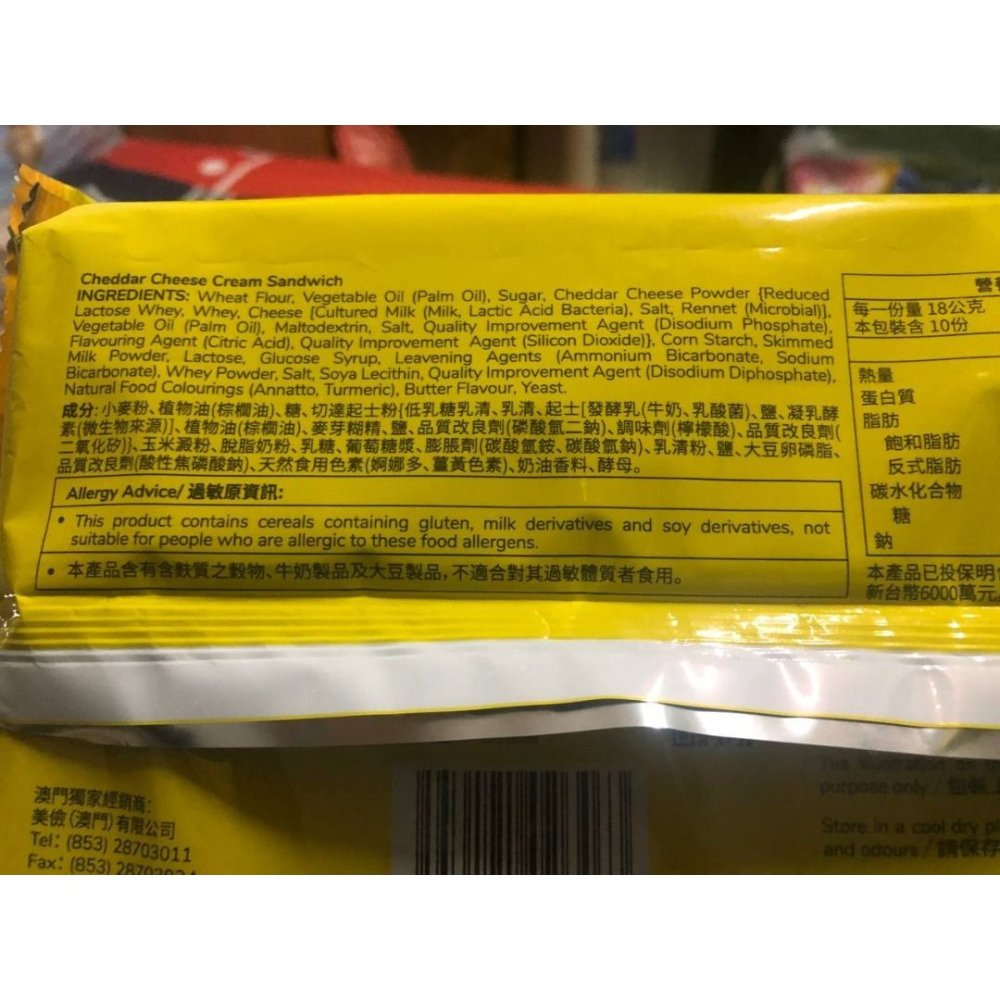 Cheddar Cheese Cream Sandwich
INGREDIENTS: Wheat Flour, Vegetable Oil (Palm Oil), Sugar, Cheddar Cheese Powder {Reduced
Lactose Whey, Whey, Cheese [Cultured Milk (Milk, Lactic Acid Bacteria), Salt, Rennet (Microbial)],
Vegetable Oil (Palm Oil), Maltodextrin, Salt, Quality Improvement Agent (Disodium Phosphate),
Flavouring Agent (Citric Acid), Quality Improvement Agent (Silicon Dioxide)}, Corn Starch, Skimmed
Milk Powder, Lactose, Glucose Syrup, Leavening Agents (Ammonium Bicarbonate, Sodium
Bicarbonate), Whey Powder, Salt, Soya Lecithin, Quality Improvement Agent (Disodium Diphosphate),
Natural Food Colourings (Annatto, Turmeric), Butter Flavour, Yeast.
成分:小麥粉、植物油(棕櫚油)、糖、切達起士粉{低乳糖乳清、乳清、起士[發酵乳(牛奶、乳酸菌)、鹽、凝乳酵
素(微生物來源)]、植物油(棕櫚油)、麥芽糊精、鹽、品質改良劑(磷酸氫二鈉)、調味劑(檸檬酸)、品質改良劑(
二氧化矽)}、玉米澱粉、脫脂奶粉、乳糖、葡萄糖漿、膨脹劑(碳酸氫銨、碳酸氫鈉)、乳清粉、鹽、大豆卵磷脂、
品質改良劑(酸性焦磷酸鈉)、天然食用色素(婀娜多、薑黃色素)、奶油香料、酵母。
Allergy Advice/ 過敏原資訊:
• This product contains cereals containing gluten, milk derivatives and soy derivatives, not
suitable for people who are allergic to these food allergens.
• 本產品含有含麩質之穀物、牛奶製品及大豆製品，不適合對其過敏體質者食用。
營
每一份量 18公克
本包裝含 10份
熱量
蛋白質
脂肪
飽和脂肪
反式脂肪
碳水化合物
糖
鈉
本產品已投保明
新台幣6000萬元
澳門獨家經銷商:
美儉(澳門)有限公司
Tel: (853) 28703011
Fax: (853)
The illustration on
purpose only / 包裝
Store in a cool dry
and odours / 請保存